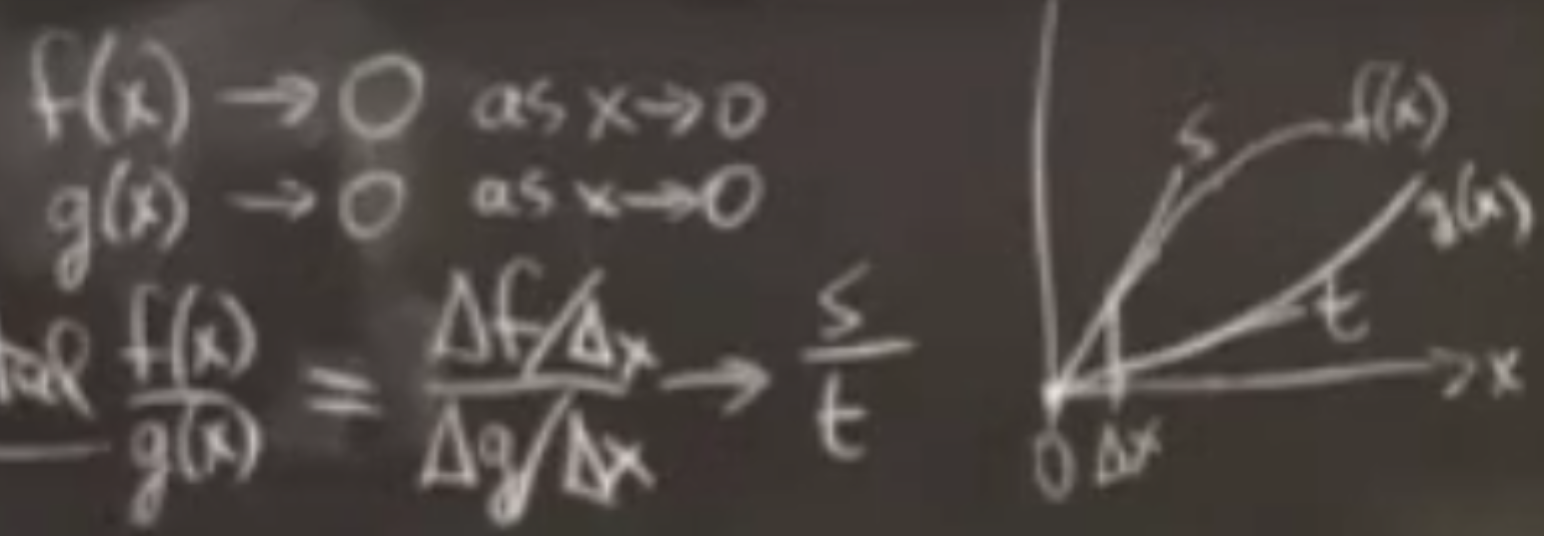 f(x) → 0 as x→0
g(x) → 0 as x→0
f(x)/g(x) = (Δf/Δx)/(Δg/Δx) → s/t
s
f(x)
g(x)
t
x
0 Δx